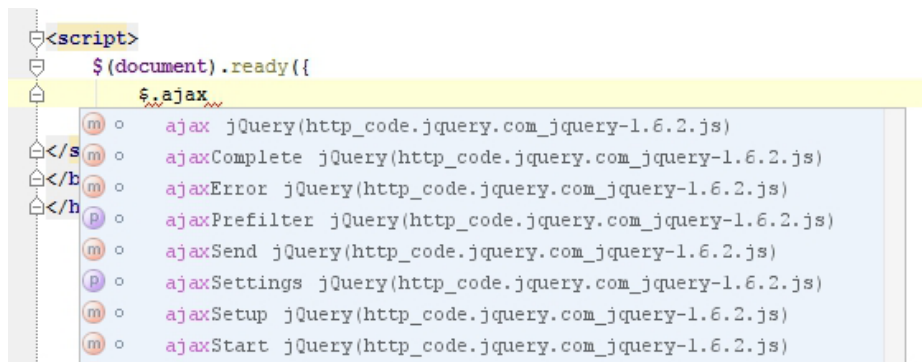 <script>
$(document).ready({
$.ajax
m ajax jQuery(http_code.jquery.com_jquery-1.6.2.js)
</s m ajaxComplete jQuery(http_code.jquery.com_jquery-1.6.2.js)
</b m ajaxError jQuery(http_code.jquery.com_jquery-1.6.2.js)
</h p ajaxPrefilter jQuery(http_code.jquery.com_jquery-1.6.2.js)
m ajaxSend jQuery(http_code.jquery.com_jquery-1.6.2.js)
p ajaxSettings jQuery(http_code.jquery.com_jquery-1.6.2.js)
m ajaxSetup jQuery(http_code.jquery.com_jquery-1.6.2.js)
m ajaxStart jQuery(http_code.jquery.com_jquery-1.6.2.js)